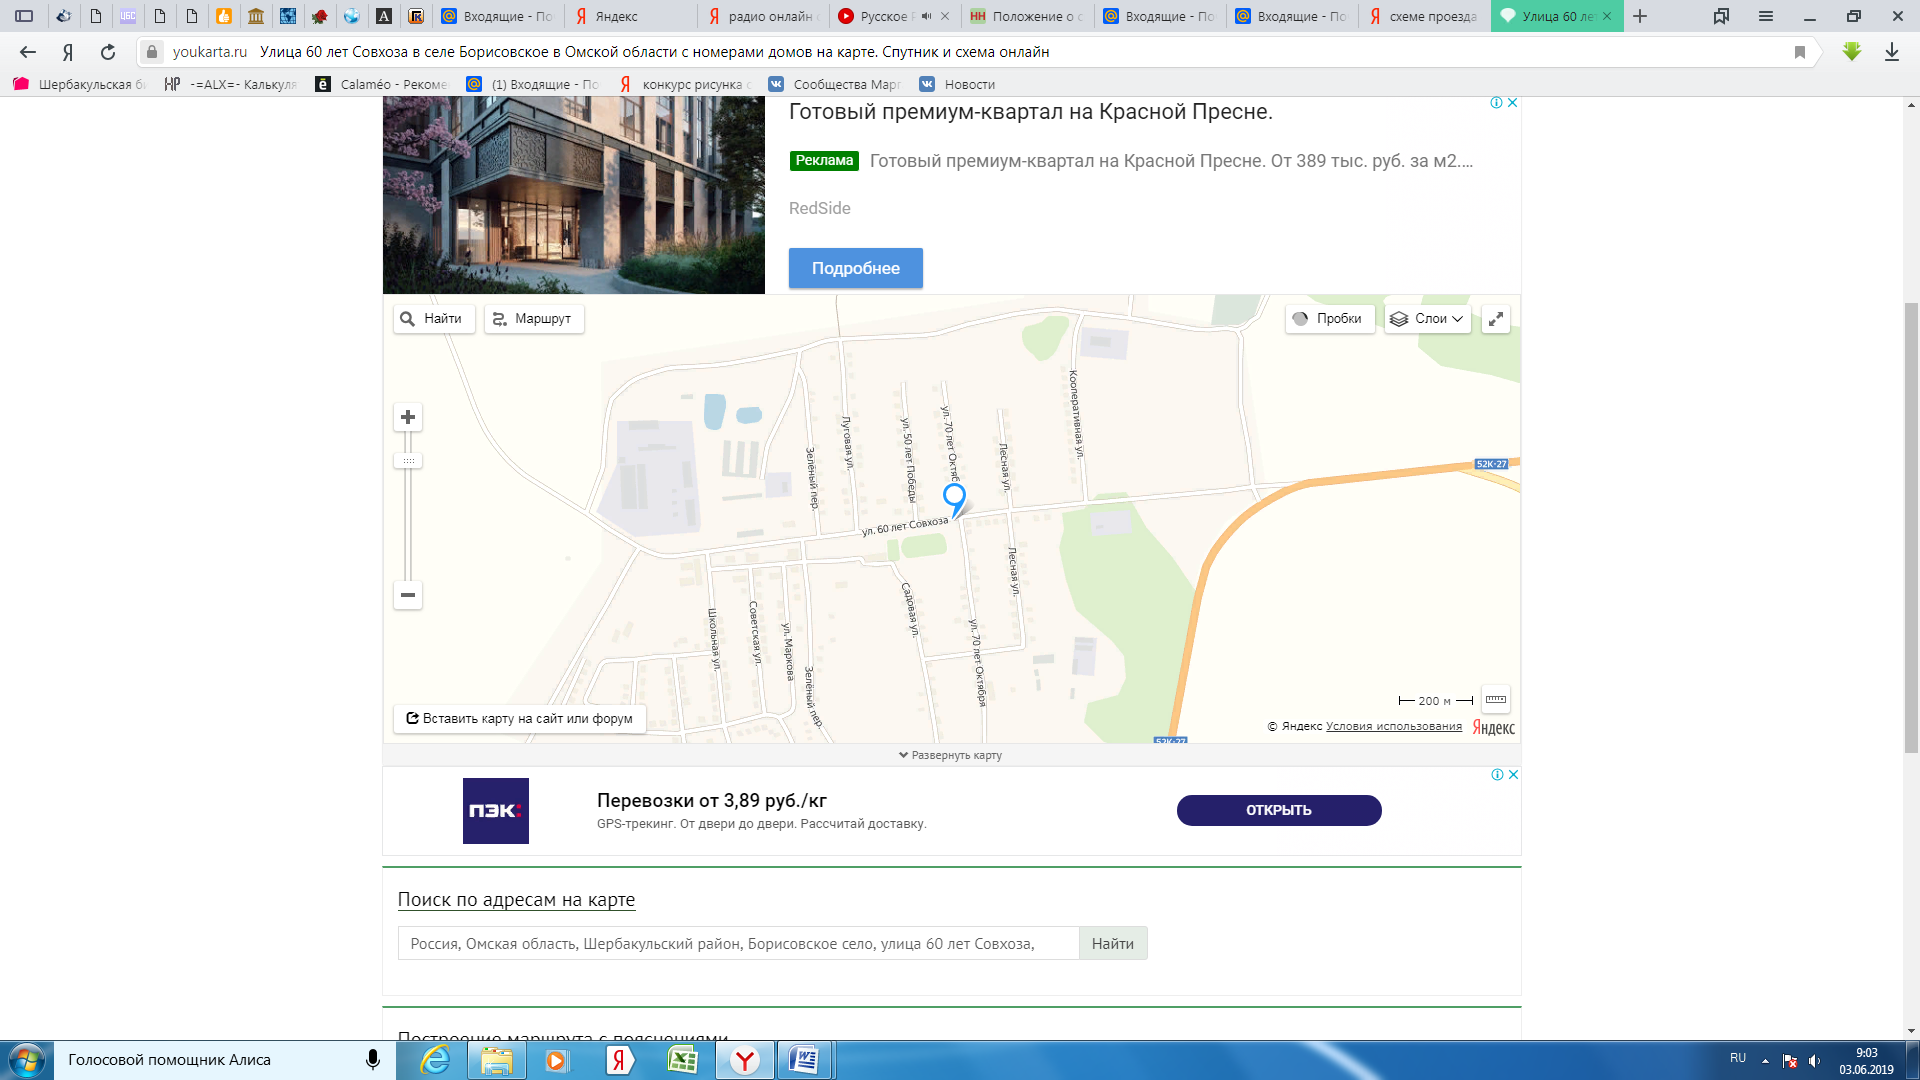 Входящие - По
Яндекс
радио онлайн
Русское Р
Положение о с
Входящие - По
Входящие - По
схеме проезда
Улица 60 ле
youkarta.ru Улица 60 лет Совхоза в селе Борисовское в Омской области с номерами домов на карте. Спутник и схема онлайн
Шербакульская би
-=ALX=- Калькуля
Calaméo - Рекоме
(1) Входящие - По
конкурс рисунка с
Сообщества Марг
Новости
Готовый премиум-квартал на Красной Пресне.
Реклама Готовый премиум-квартал на Красной Пресне. От 389 тыс. руб. за м2....
RedSide
Подробнее
Найти
Маршрут
Пробки
Слои
Кооперативная ул.
Луговая ул.
ул. 50 лет Победы
ул. 70 лет Октяб
Лесная ул.
Зелёный пер.
52К-27
ул. 60 лет Совхоза
Лесная ул.
Садовая ул.
Школьная ул.
Советская ул.
ул. Маркова
ул. 70 лет Октября
Зелёный пер.
200 м
Вставить карту на сайт или форум
© Яндекс Условия использования Яндекс
52К-27
Развернуть карту
ПЭК:
Перевозки от 3,89 руб./кг
GPS-трекинг. От двери до двери. Рассчитай доставку.
ОТКРЫТЬ
Поиск по адресам на карте
Россия, Омская область, Шербакульский район, Борисовское село, улица 60 лет Совхоза,
Найти
Построение маршрута с пояснениями
Голосовой помощник Алиса
RU
9:03
03.06.2019